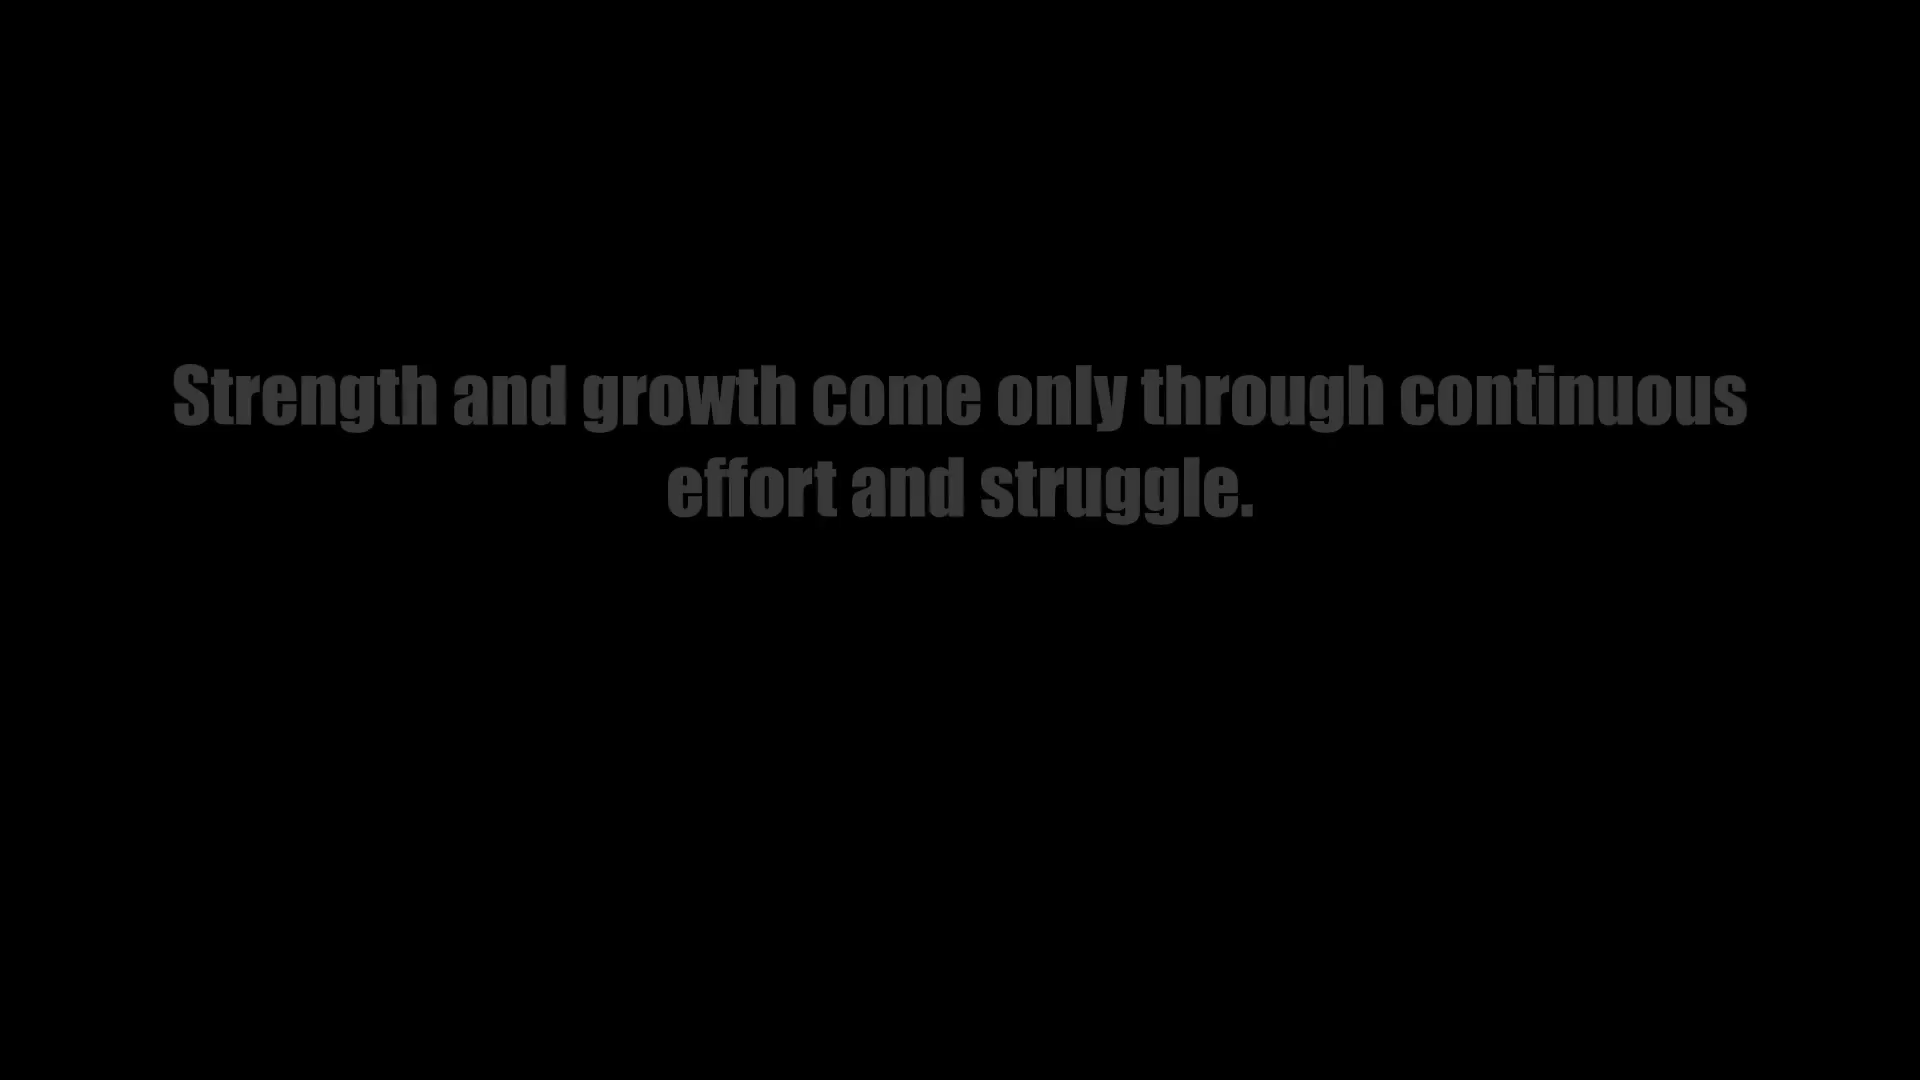 Strength and growth come only through continuous
effort and struggle.